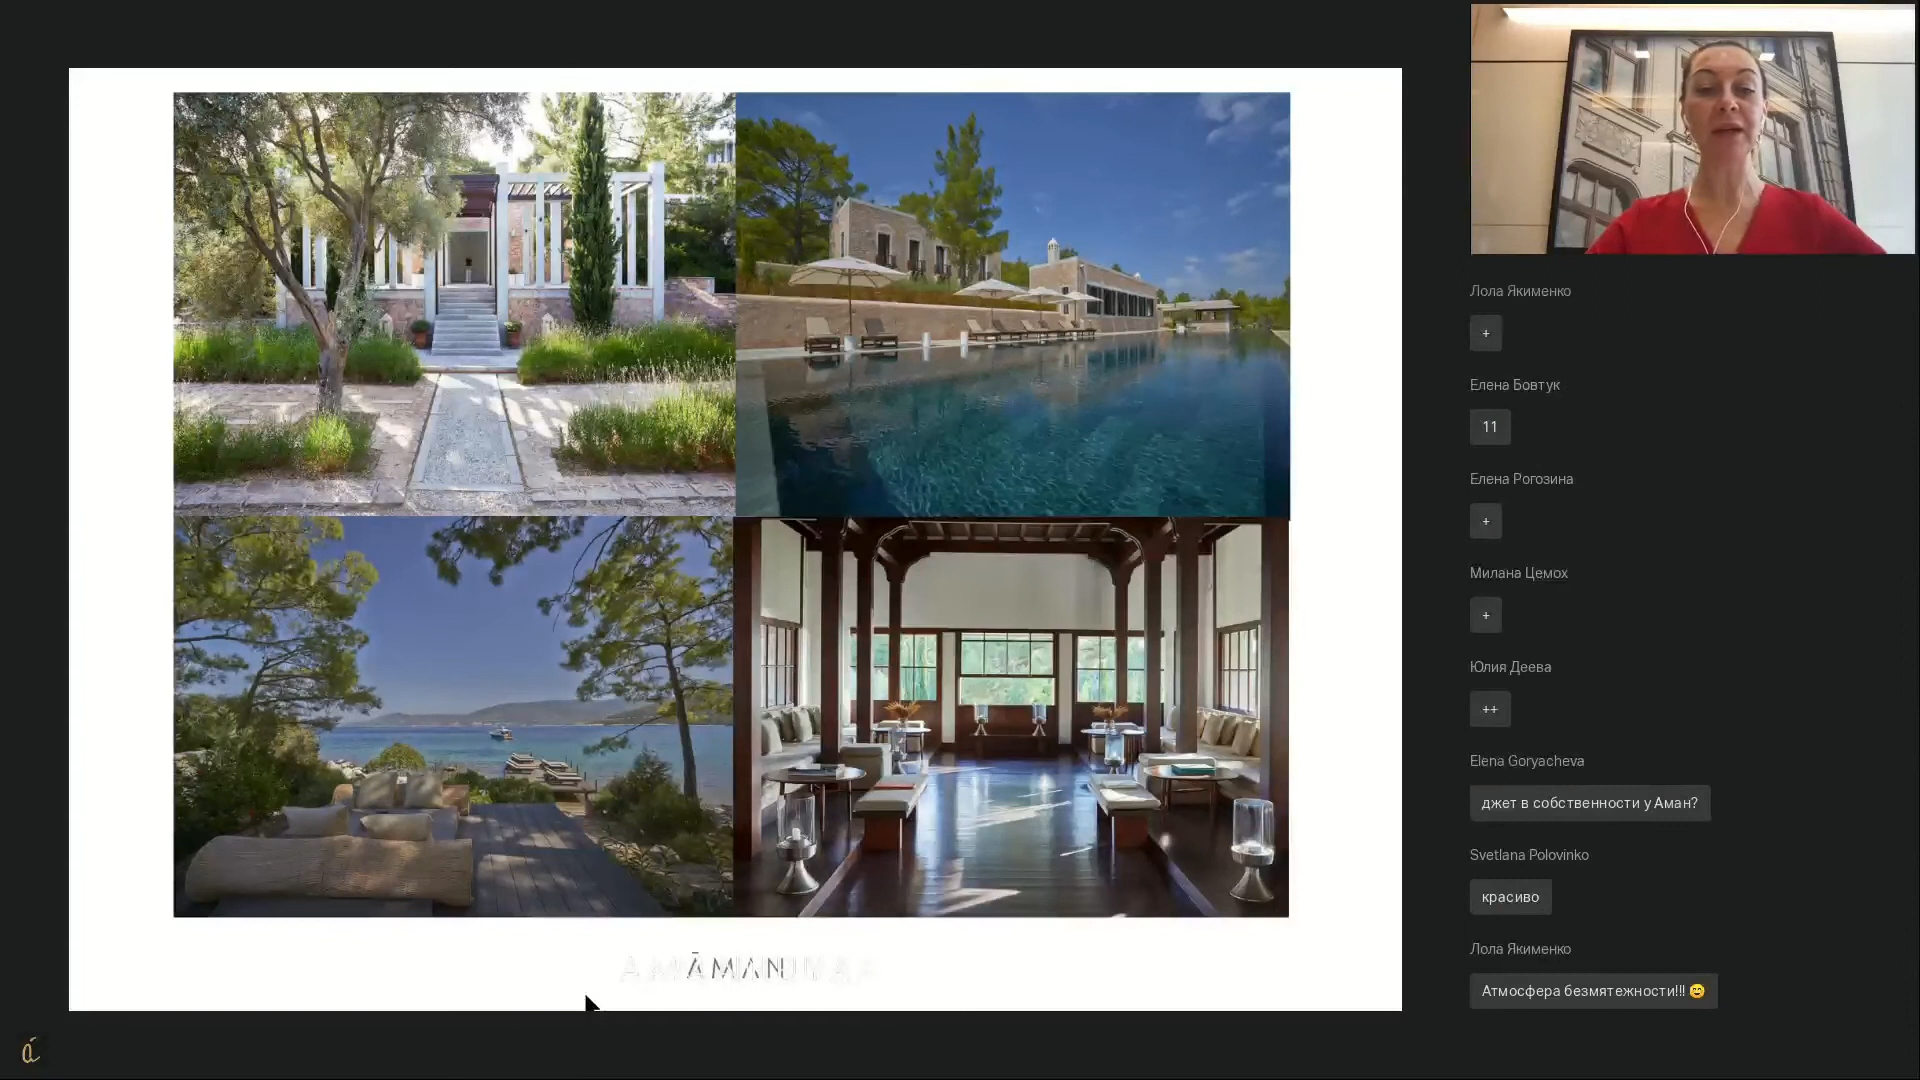 ĀMAN
Лола Якименко
+
Елена Бовтук
11
Елена Рогозина
+
Милана Цемох
+
Юлия Деева
++
Elena Goryacheva
джет в собственности у Аман?
Svetlana Polovinko
красиво
Лола Якименко
Атмосфера безмятежности!!! 😊
á